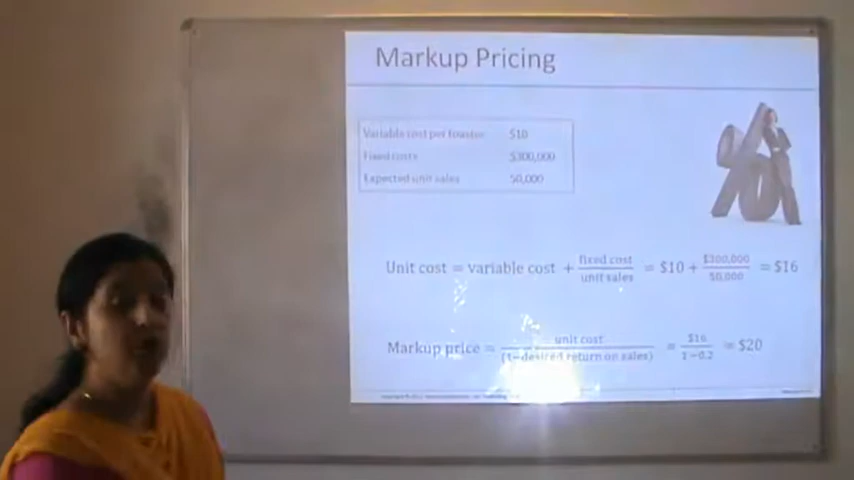 Markup Pricing
Variable cost per toaster $10
Fixed costs $300,000
Expected unit sales 50,000
Unit cost = variable cost + fixed cost / unit sales = $10 + $300,000 / 50,000 = $16
Markup price = unit cost / (1−desired return on sales) = $16 / 1−0.2 = $20